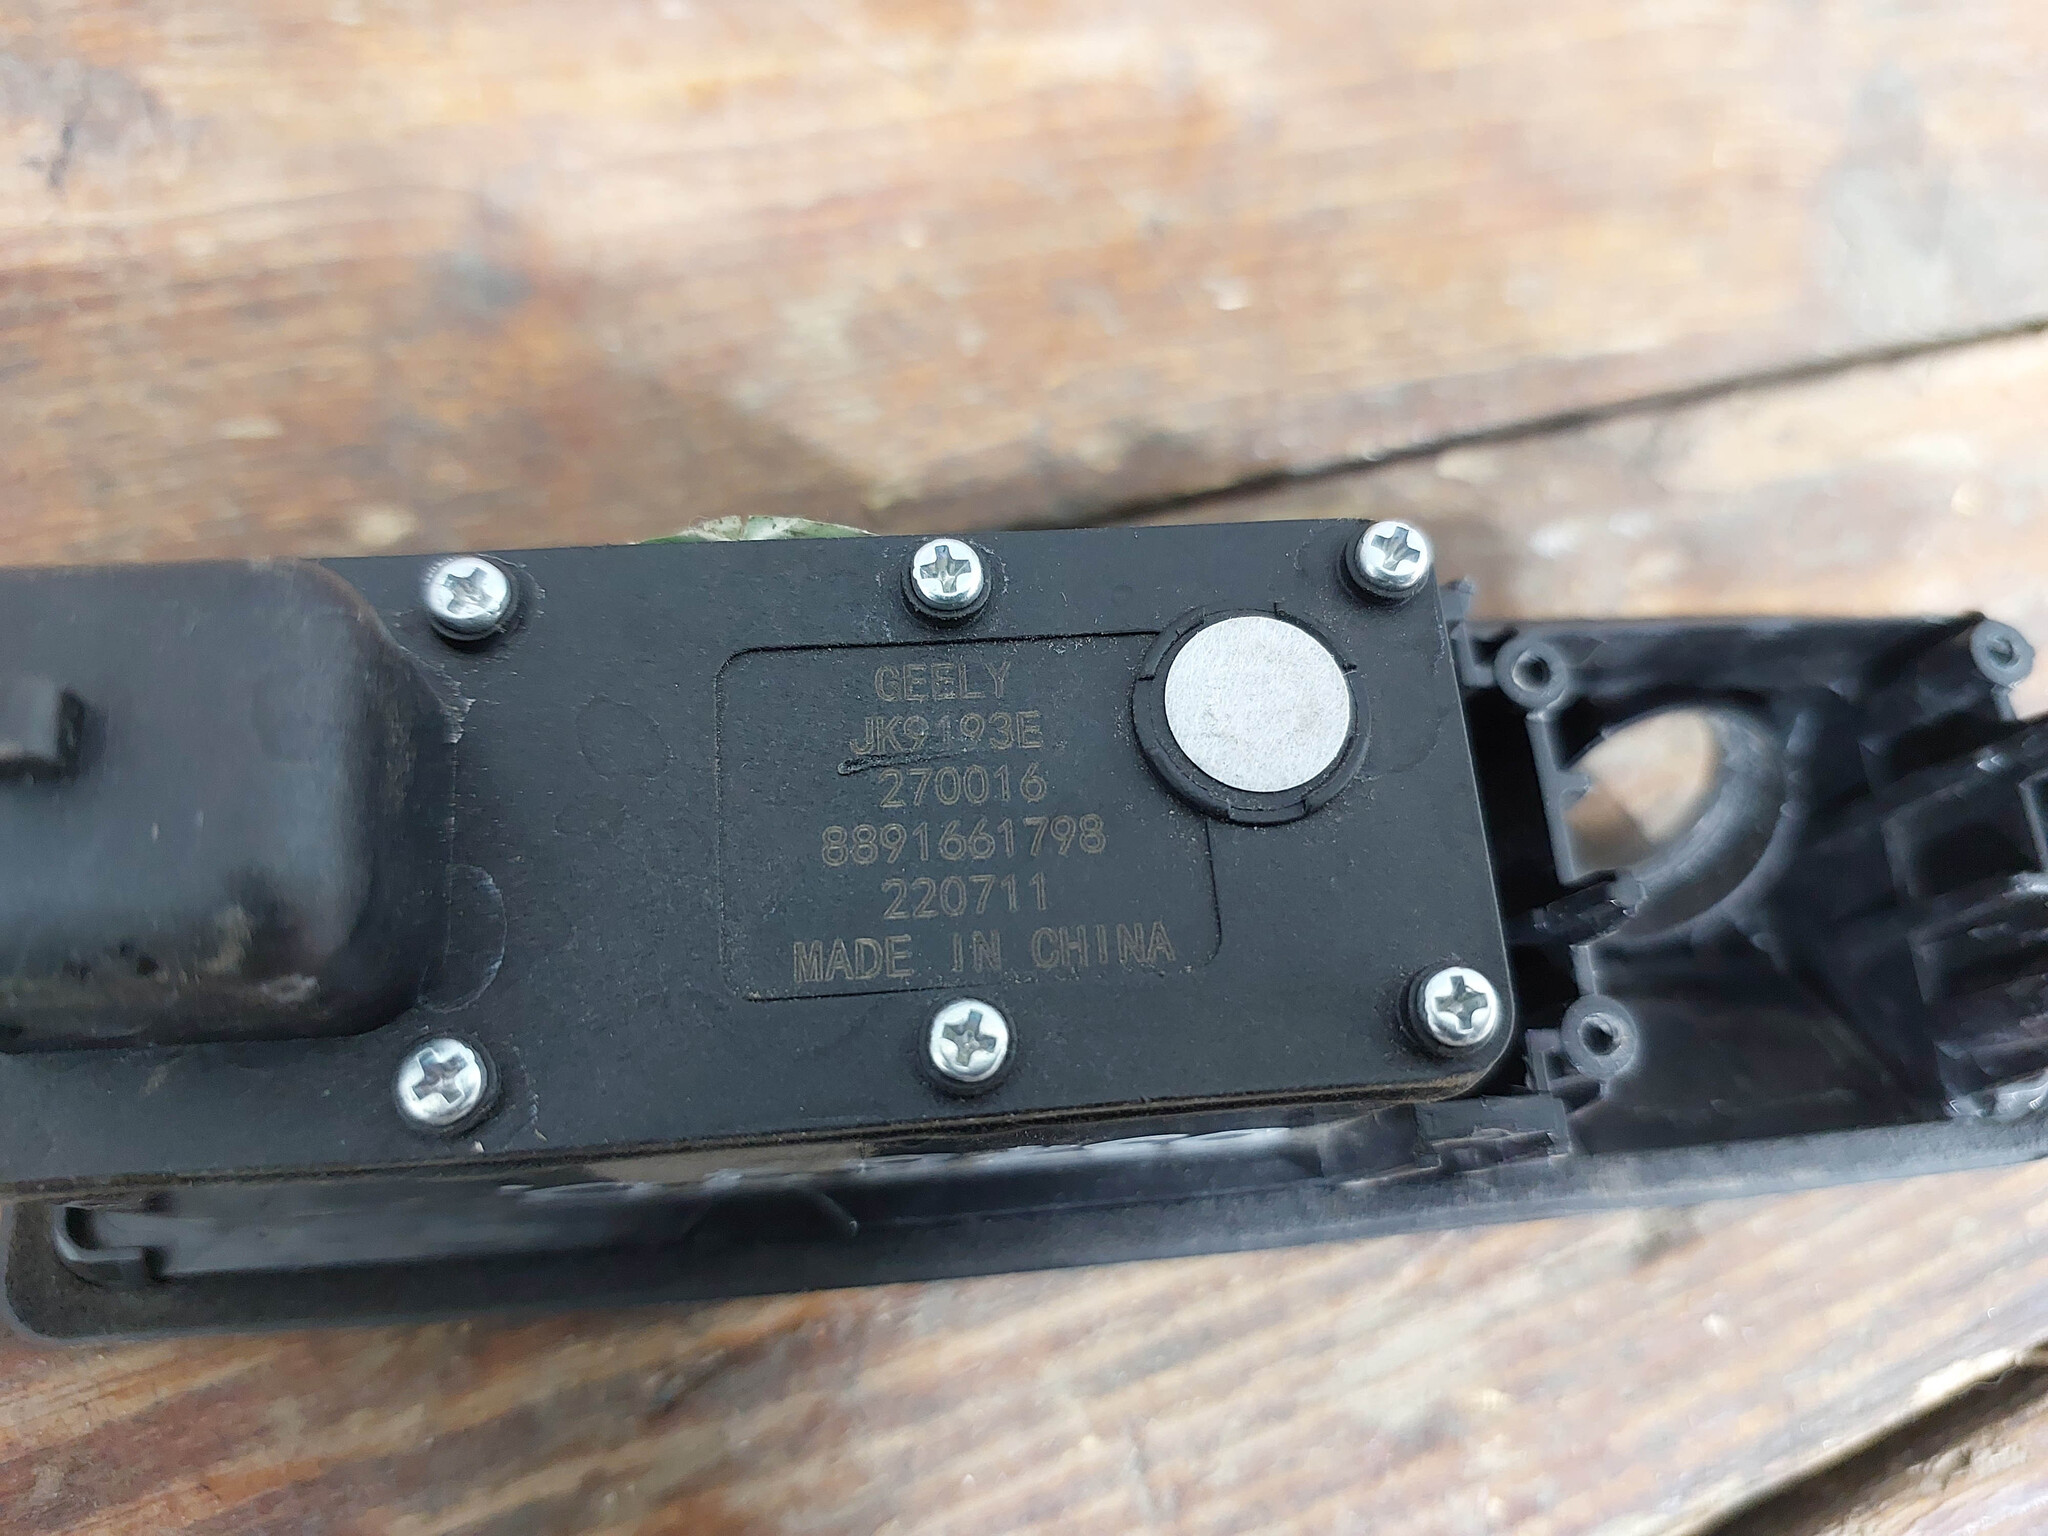 GEELY
JK9193E
270016
8891661798
220711
MADE IN CHINA